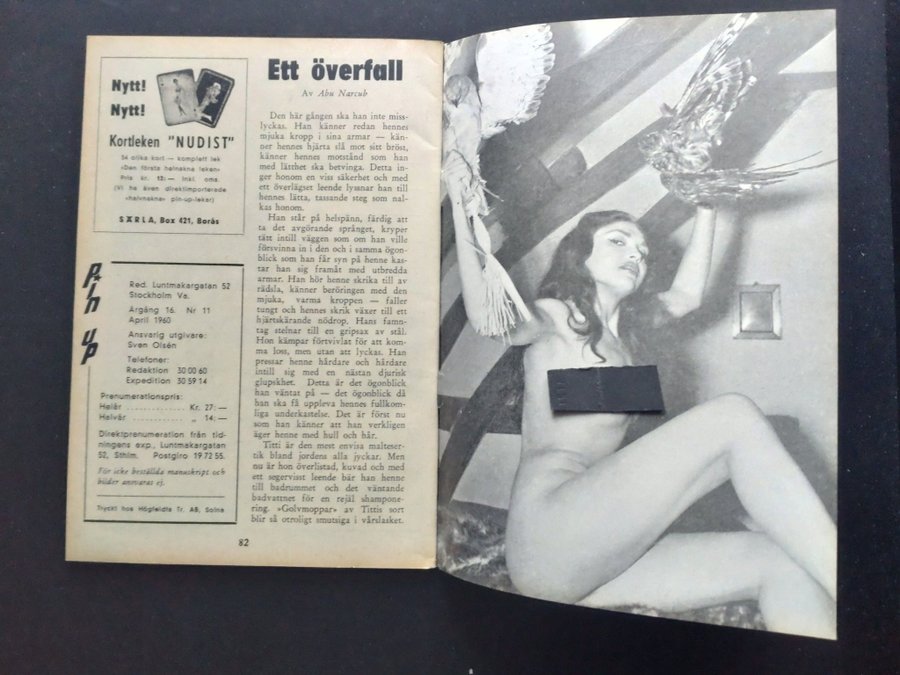 Nytt!
Nytt!
Kortleken "NUDIST"
54 olika kort — komplett lek
»Den första helnakna leken»
Pris kr. 12:— inkl. oms.
(Vi ha även direktimporterade
»halvnakna» pin-up-lekar)
SÄRLA, Box 421, Borås
Pin up
Red. Luntmakargatan 52
Stockholm Va.
Årgång 16. Nr 11
April 1960
Ansvarig utgivare:
Sven Olsén
Telefoner:
Redaktion 30 00 60
Expedition 30 59 14
Prenumerationspris:
Helår .................. Kr. 27:—
Halvår ................. „ 14:—
Direktprenumeration från tid-
ningens exp., Luntmakargatan
52, Sthlm. Postgiro 19 72 55.
För icke beställda manuskript och
bilder ansvaras ej.
Tryckt hos Högfeldts Tr. AB, Solna
Ett överfall
Av Abu Narcub
Den här gången ska han inte miss-
lyckas. Han känner redan hennes
mjuka kropp i sina armar — kän-
ner hennes hjärta slå mot sitt bröst,
känner hennes motstånd som han
med lätthet ska betvinga. Detta in-
ger honom en viss säkerhet och med
ett överlägset leende lyssnar han till
hennes lätta, tassande steg som nal-
kas honom.
Han står på helspänn, färdig att
ta det avgörande språnget, kryper
tätt intill väggen som om han ville
försvinna in i den och i samma ögon-
blick som han får syn på henne kas-
tar han sig framåt med utbredda
armar. Han hör henne skrika till av
rädsla, känner beröringen med den
mjuka, varma kroppen — faller
tungt och hennes skrik växer till ett
hjärtskärande nödrop. Hans famn-
tag stelnar till en gripsax av stål.
Hon kämpar förtvivlat för att kom-
ma loss, men utan att lyckas. Han
pressar henne hårdare och hårdare
intill sig med en nästan djurisk
glupskhet. Detta är det ögonblick
han väntat på — det ögonblick då
han ska få uppleva hennes fullkom-
liga underkastelse. Det är först nu
som han känner att han verkligen
äger henne med hull och hår.
Titti är den mest envisa malteser-
tik bland jordens alla jyckar. Men
nu är hon överlistad, kuvad och med
ett segervisst leende bär han henne
till badrummet och det väntande
badvattnet för en rejäl shampone-
ring. »Golvmoppar» av Tittis sort
blir så otroligt smutsiga i vårslasket.
82